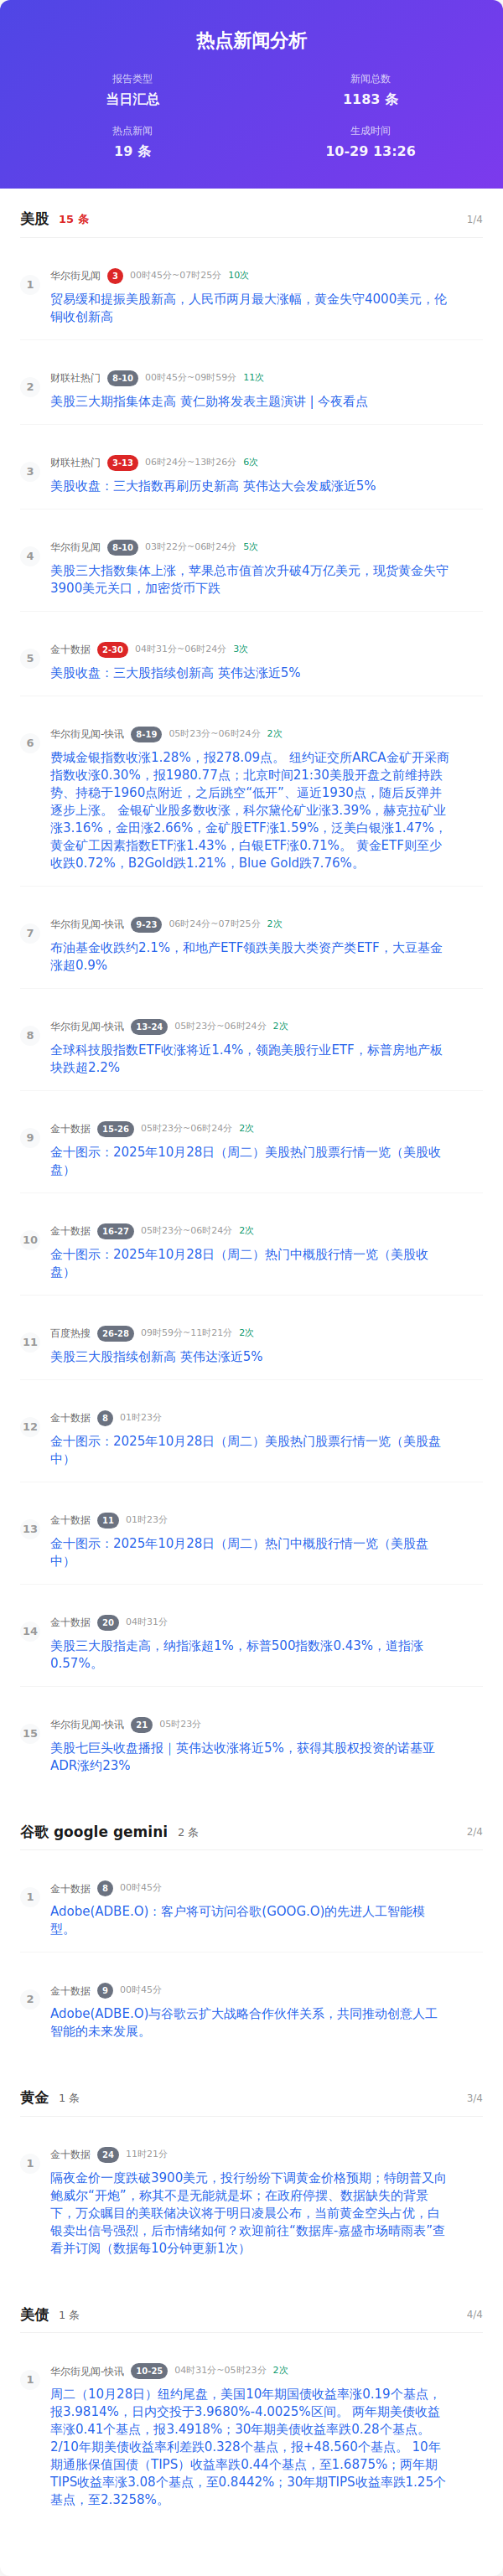 热点新闻分析
报告类型
当日汇总
新闻总数
1183 条
热点新闻
19 条
生成时间
10-29 13:26
美股 15 条 1/4
1
华尔街见闻 3 00时45分~07时25分 10次
贸易缓和提振美股新高，人民币两月最大涨幅，黄金失守4000美元，伦
铜收创新高
2
财联社热门 8-10 00时45分~09时59分 11次
美股三大期指集体走高 黄仁勋将发表主题演讲 | 今夜看点
3
财联社热门 3-13 06时24分~13时26分 6次
美股收盘：三大指数再刷历史新高 英伟达大会发威涨近5%
4
华尔街见闻 8-10 03时22分~06时24分 5次
美股三大指数集体上涨，苹果总市值首次升破4万亿美元，现货黄金失守
3900美元关口，加密货币下跌
5
金十数据 2-30 04时31分~06时24分 3次
美股收盘：三大股指续创新高 英伟达涨近5%
6
华尔街见闻-快讯 8-19 05时23分~06时24分 2次
费城金银指数收涨1.28%，报278.09点。 纽约证交所ARCA金矿开采商
指数收涨0.30%，报1980.77点；北京时间21:30美股开盘之前维持跌
势、持稳于1960点附近，之后跳空“低开”、逼近1930点，随后反弹并
逐步上涨。 金银矿业股多数收涨，科尔黛伦矿业涨3.39%，赫克拉矿业
涨3.16%，金田涨2.66%，金矿股ETF涨1.59%，泛美白银涨1.47%，
黄金矿工因素指数ETF涨1.43%，白银ETF涨0.71%。 黄金ETF则至少
收跌0.72%，B2Gold跌1.21%，Blue Gold跌7.76%。
7
华尔街见闻-快讯 9-23 06时24分~07时25分 2次
布油基金收跌约2.1%，和地产ETF领跌美股大类资产类ETF，大豆基金
涨超0.9%
8
华尔街见闻-快讯 13-24 05时23分~06时24分 2次
全球科技股指数ETF收涨将近1.4%，领跑美股行业ETF，标普房地产板
块跌超2.2%
9
金十数据 15-26 05时23分~06时24分 2次
金十图示：2025年10月28日（周二）美股热门股票行情一览（美股收
盘）
10
金十数据 16-27 05时23分~06时24分 2次
金十图示：2025年10月28日（周二）热门中概股行情一览（美股收
盘）
11
百度热搜 26-28 09时59分~11时21分 2次
美股三大股指续创新高 英伟达涨近5%
12
金十数据 8 01时23分
金十图示：2025年10月28日（周二）美股热门股票行情一览（美股盘
中）
13
金十数据 11 01时23分
金十图示：2025年10月28日（周二）热门中概股行情一览（美股盘
中）
14
金十数据 20 04时31分
美股三大股指走高，纳指涨超1%，标普500指数涨0.43%，道指涨
0.57%。
15
华尔街见闻-快讯 21 05时23分
美股七巨头收盘播报｜英伟达收涨将近5%，获得其股权投资的诺基亚
ADR涨约23%
谷歌 google gemini 2 条 2/4
1
金十数据 8 00时45分
Adobe(ADBE.O)：客户将可访问谷歌(GOOG.O)的先进人工智能模
型。
2
金十数据 9 00时45分
Adobe(ADBE.O)与谷歌云扩大战略合作伙伴关系，共同推动创意人工
智能的未来发展。
黄金 1 条 3/4
1
金十数据 24 11时21分
隔夜金价一度跌破3900美元，投行纷纷下调黄金价格预期；特朗普又向
鲍威尔“开炮”，称其不是无能就是坏；在政府停摆、数据缺失的背景
下，万众瞩目的美联储决议将于明日凌晨公布，当前黄金空头占优，白
银卖出信号强烈，后市情绪如何？欢迎前往“数据库-嘉盛市场晴雨表”查
看并订阅（数据每10分钟更新1次）
美债 1 条 4/4
1
华尔街见闻-快讯 10-25 04时31分~05时23分 2次
周二（10月28日）纽约尾盘，美国10年期国债收益率涨0.19个基点，
报3.9814%，日内交投于3.9680%-4.0025%区间。 两年期美债收益
率涨0.41个基点，报3.4918%；30年期美债收益率跌0.28个基点。
2/10年期美债收益率利差跌0.328个基点，报+48.560个基点。 10年
期通胀保值国债（TIPS）收益率跌0.44个基点，至1.6875%；两年期
TIPS收益率涨3.08个基点，至0.8442%；30年期TIPS收益率跌1.25个
基点，至2.3258%。